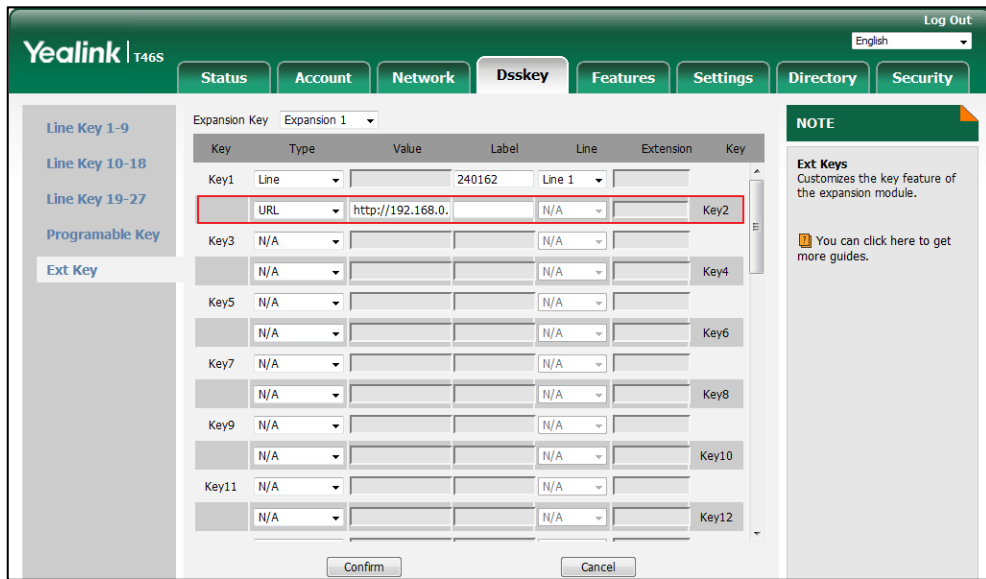 Log Out
Yealink T46S
English
Status Account Network Dsskey Features Settings Directory Security
Line Key 1-9
Line Key 10-18
Line Key 19-27
Programable Key
Ext Key
Expansion Key Expansion 1
Key Type Value Label Line Extension Key
Key1 Line 240162 Line 1
URL http://192.168.0. N/A Key2
Key3 N/A N/A
N/A N/A Key4
Key5 N/A N/A
N/A N/A Key6
Key7 N/A N/A
N/A N/A Key8
Key9 N/A N/A
N/A N/A Key10
Key11 N/A N/A
N/A N/A Key12
Confirm Cancel
NOTE
Ext Keys
Customizes the key feature of
the expansion module.
You can click here to get
more guides.